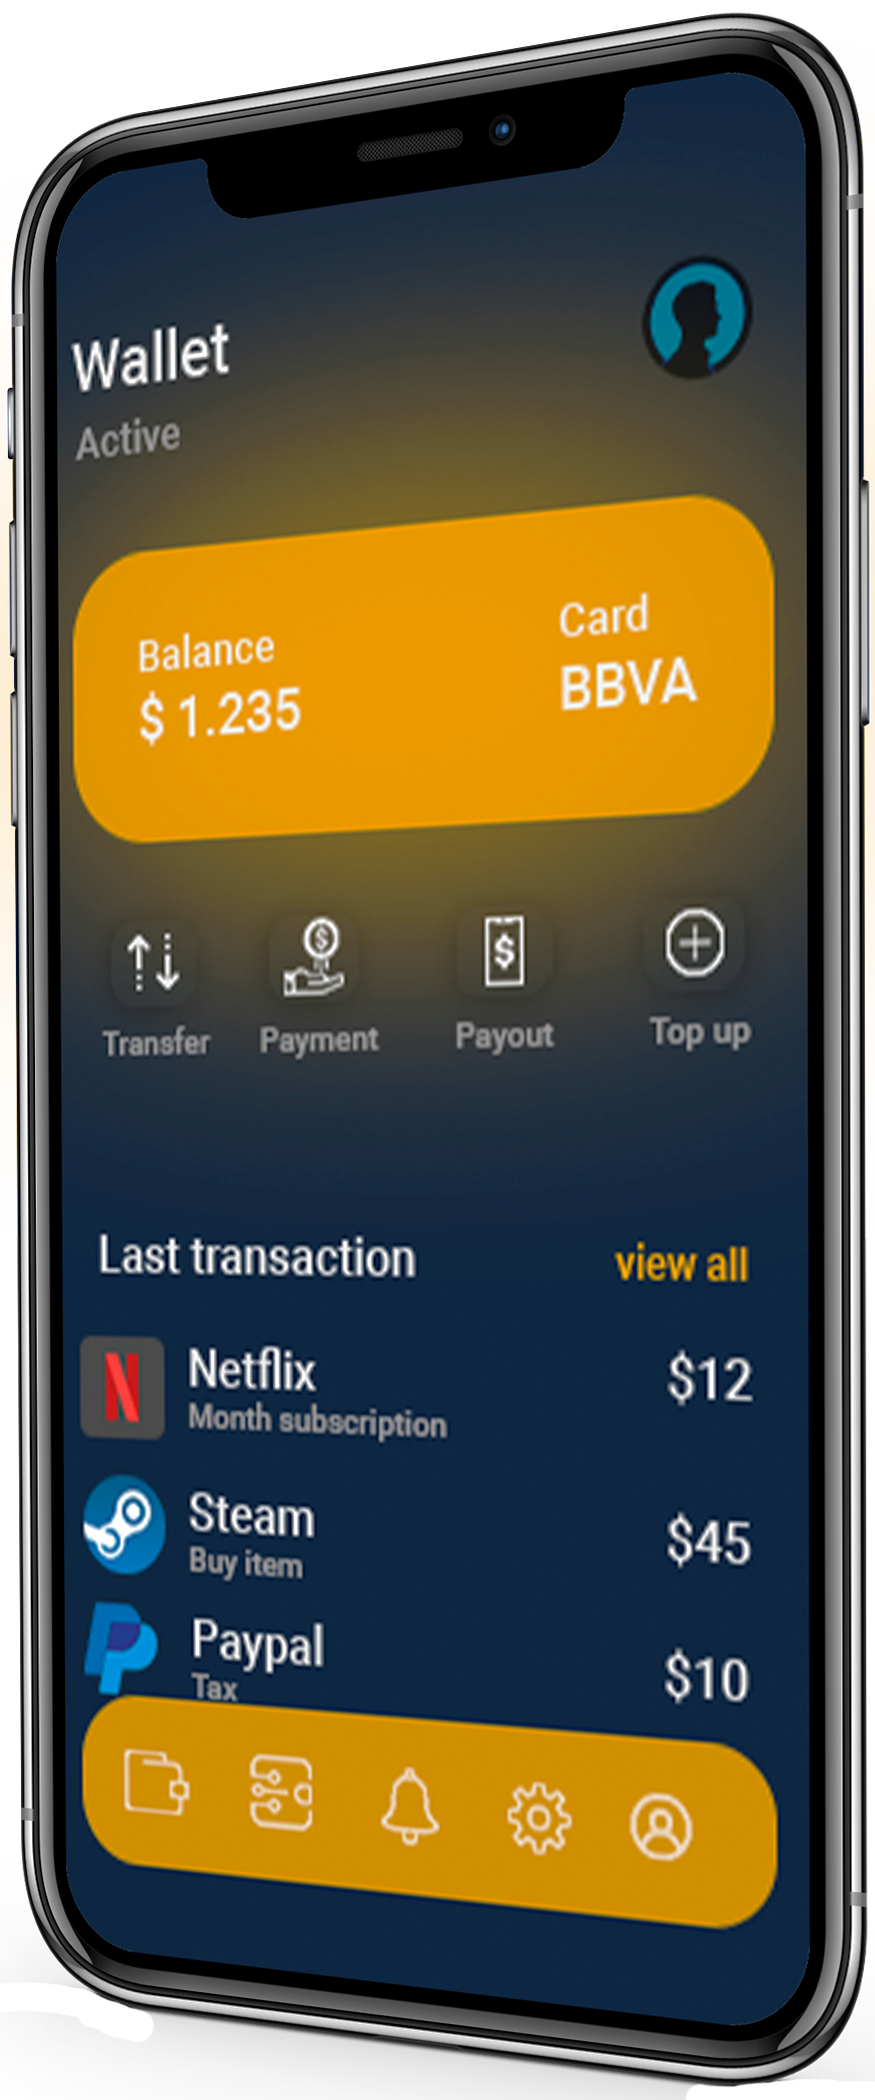 Wallet
Active
Balance
$ 1.235
Card
BBVA
Transfer
Payment
Payout
Top up
Last transaction
view all
Netflix
Month subscription
$12
Steam
Buy item
$45
Paypal
Tax
$10